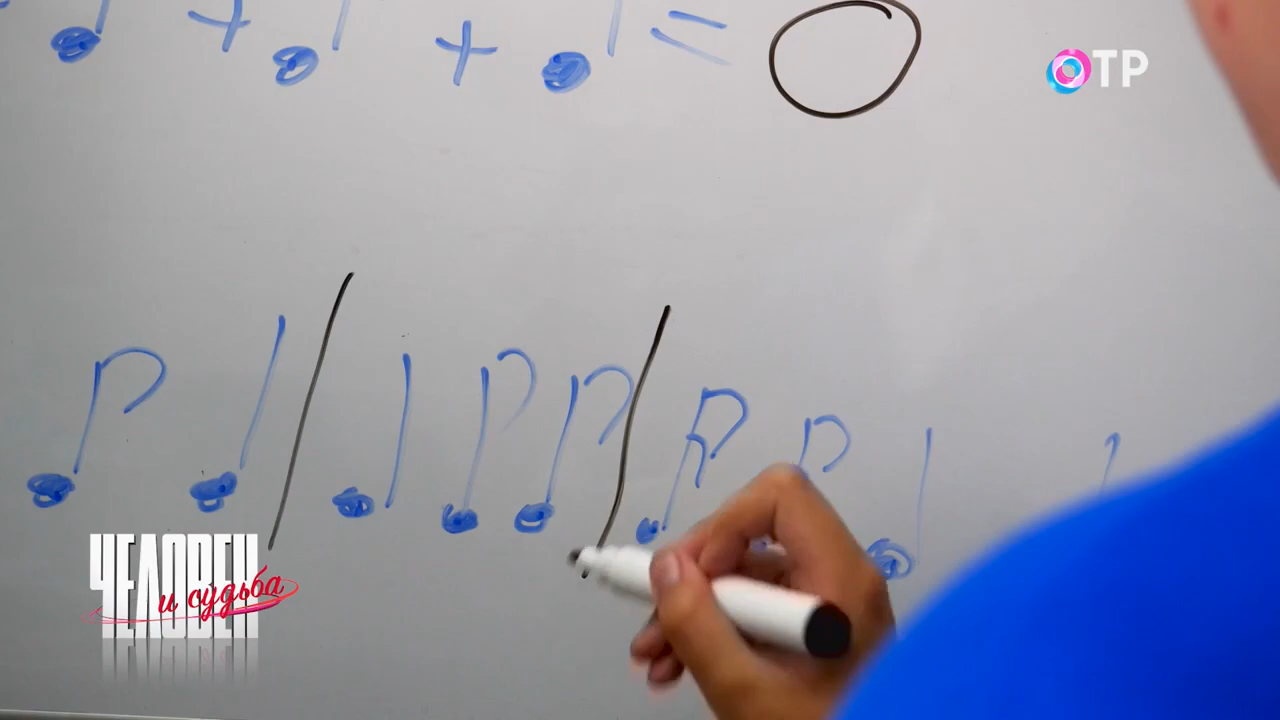 + + =
ОТР
ЧЕЛОВЕК
и судьба